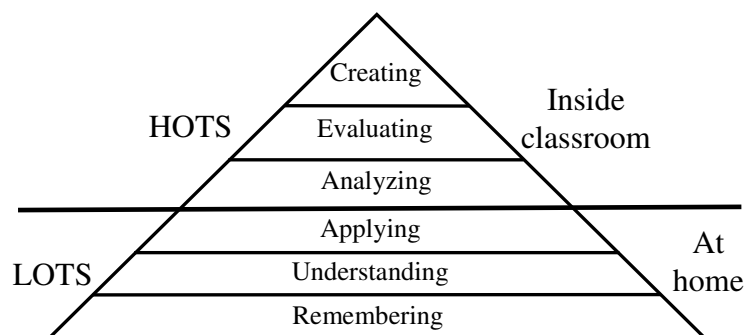 Creating
HOTS
Evaluating
Inside
classroom
Analyzing
Applying
LOTS
Understanding
At
home
Remembering